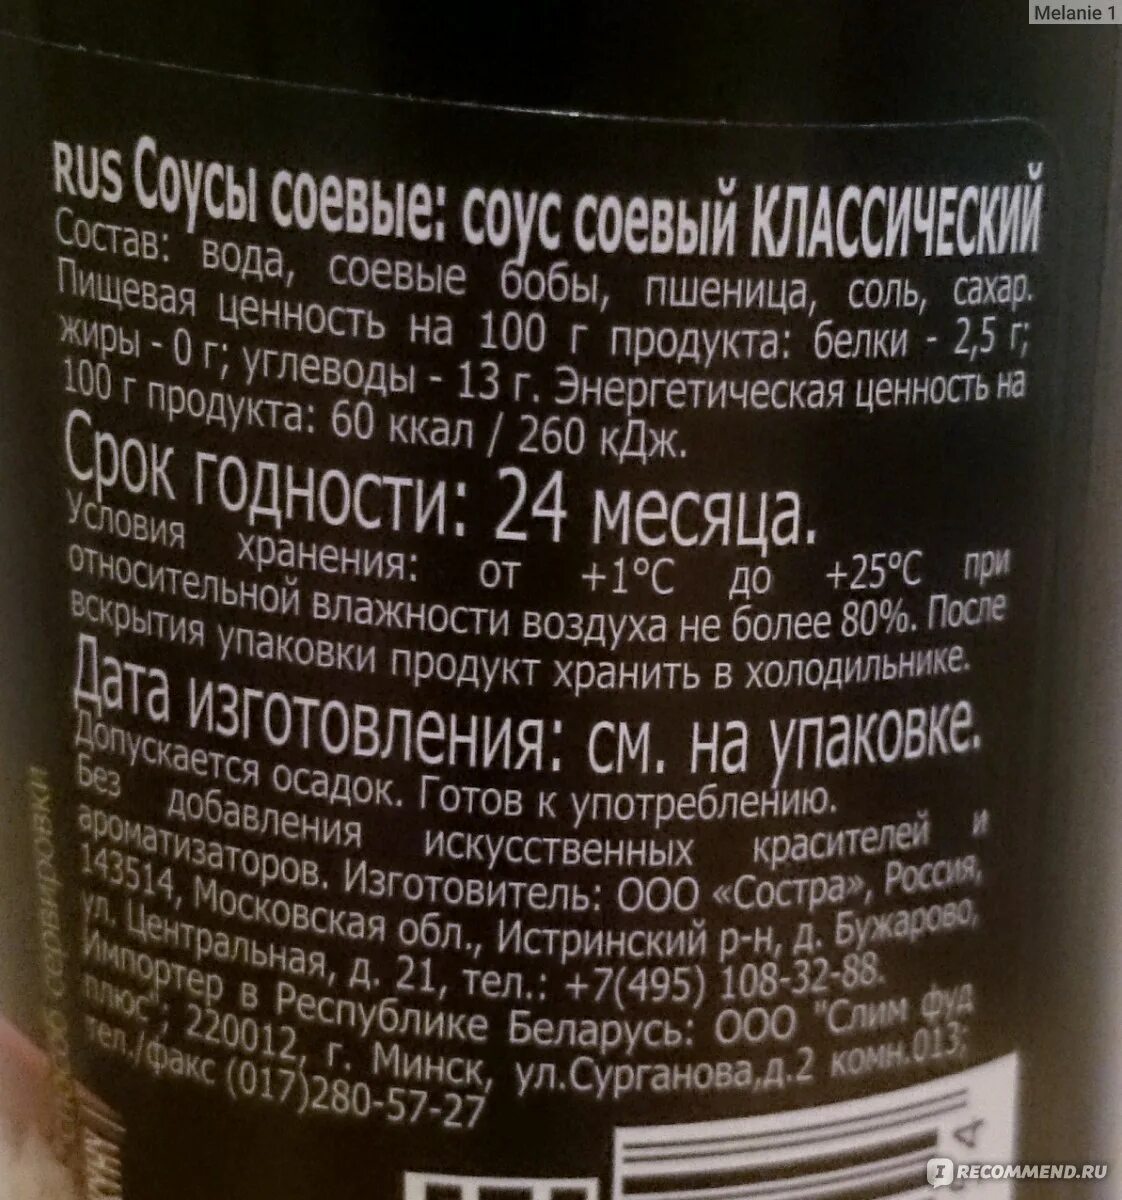 Melanie 1
RUS Соусы соевые: соус соевый КЛАССИЧЕСКИЙ
Состав: вода, соевые бобы, пшеница, соль, сахар.
Пищевая ценность на 100 г продукта: белки - 2,5 г;
жиры - 0 г; углеводы - 13 г. Энергетическая ценность на
100 г продукта: 60 ккал / 260 кДж.
Срок годности: 24 месяца.
Условия хранения: от +1°С до +25°С при
относительной влажности воздуха не более 80%. После
вскрытия упаковки продукт хранить в холодильнике.
Дата изготовления: см. на упаковке.
Допускается осадок. Готов к употреблению.
Без добавления искусственных красителей и
ароматизаторов. Изготовитель: ООО «Состра», Россия,
143514, Московская обл., Истринский р-н, д. Бужарово,
ул. Центральная, д. 21, тел.: +7(495) 108-32-88.
Импортер в Республике Беларусь: ООО "Слим фуд
плюс", 220012, г. Минск, ул.Сурганова,д.2 комн.013;
тел./факс (017)280-57-27
сервировки
4
IRECOMMEND.RU